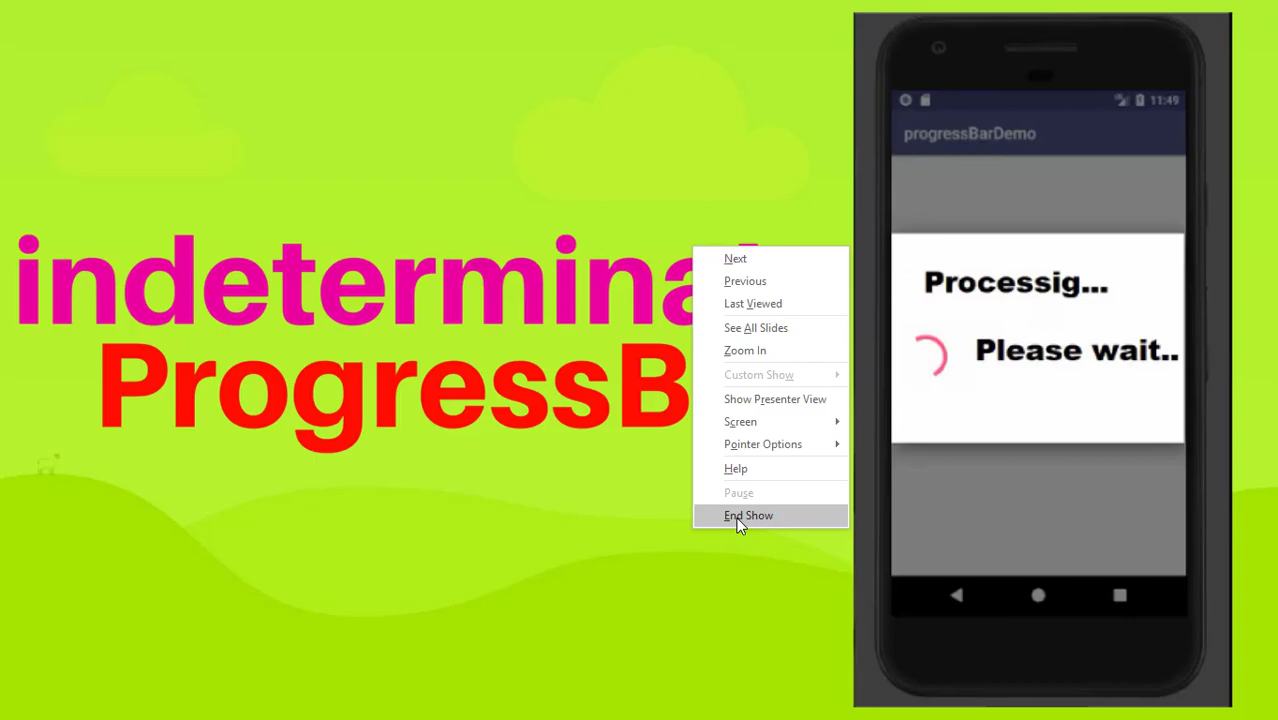 indetermina
ProgressB
Next
Previous
Last Viewed
See All Slides
Zoom In
Custom Show
Show Presenter View
Screen
Pointer Options
Help
Pause
End Show
11:49
progressBarDemo
Processig...
Please wait..